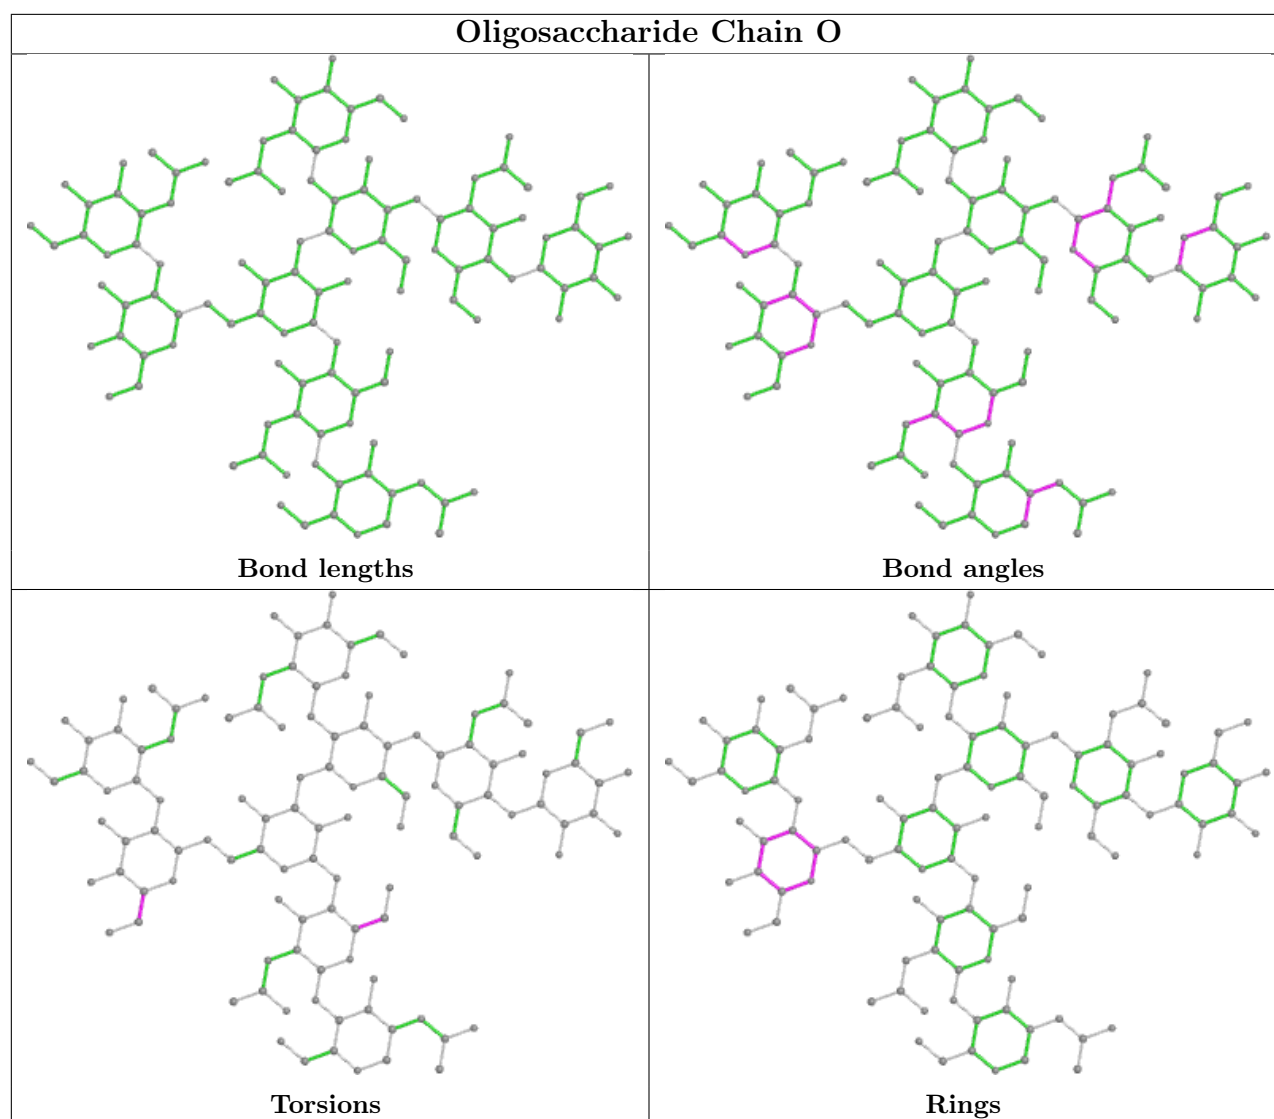 Oligosaccharide Chain O
Bond lengths
Bond angles
Torsions
Rings